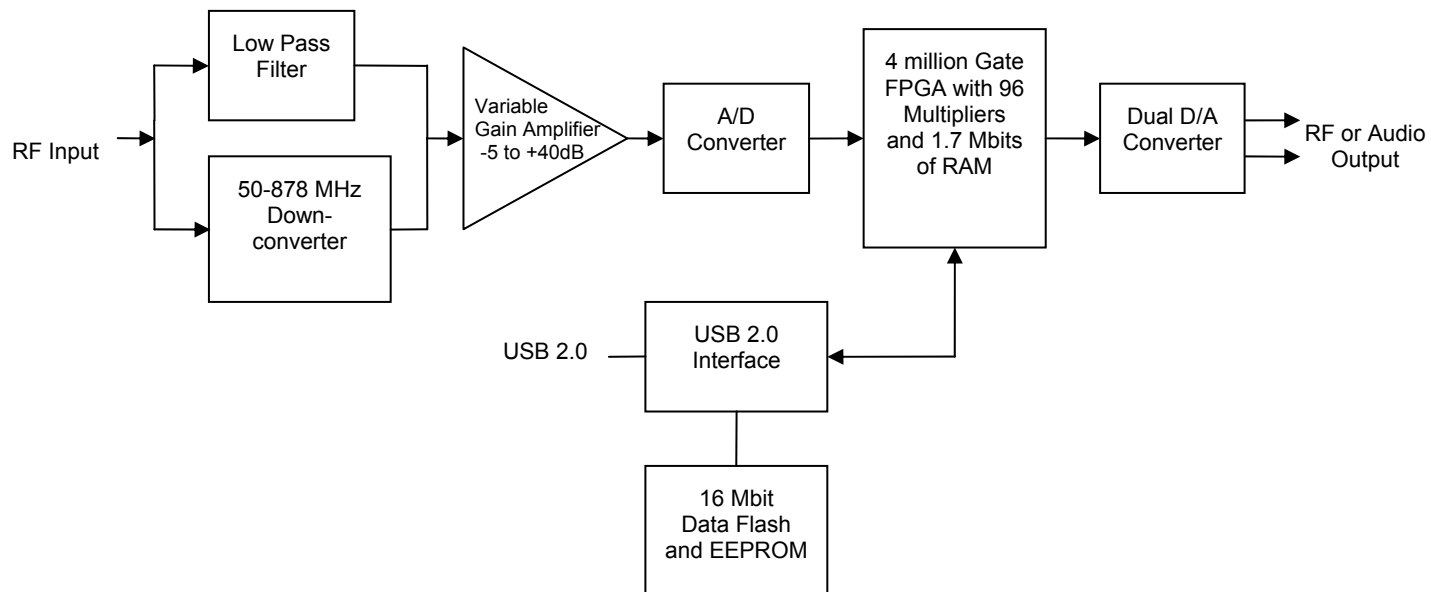 RF Input
Low Pass
Filter
50-878 MHz
Down-
converter
Variable
Gain Amplifier
-5 to +40dB
A/D
Converter
4 million Gate
FPGA with 96
Multipliers
and 1.7 Mbits
of RAM
Dual D/A
Converter
RF or Audio
Output
USB 2.0
USB 2.0
Interface
16 Mbit
Data Flash
and EEPROM